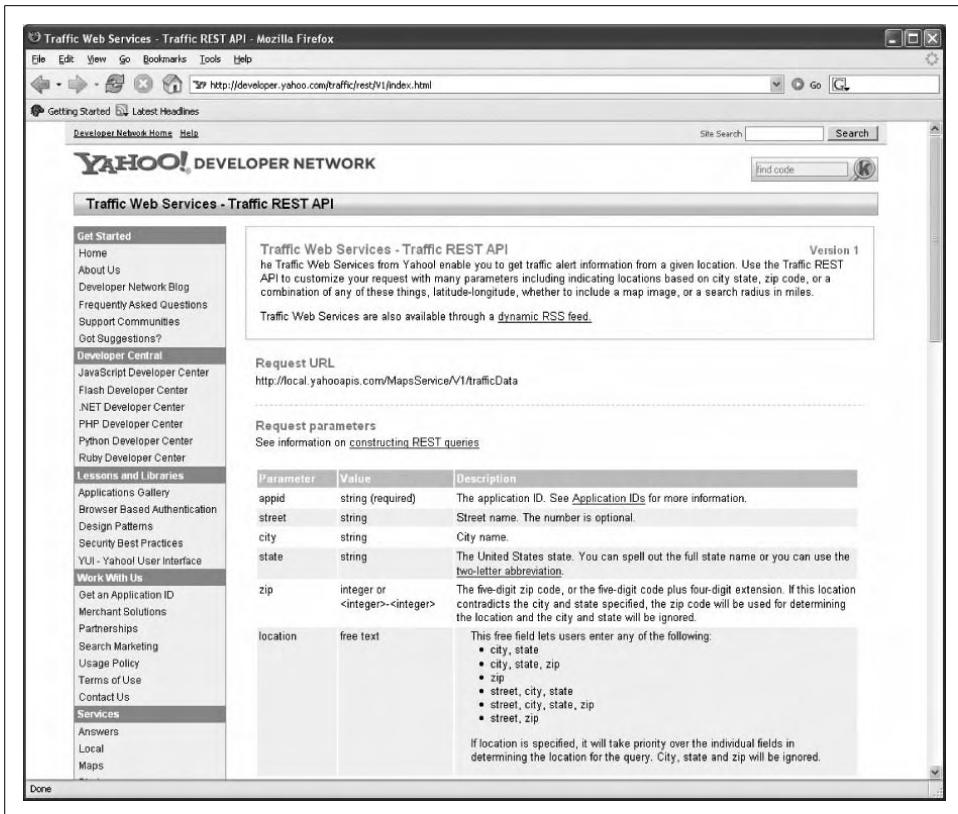 Traffic Web Services - Traffic REST API - Mozilla Firefox
File Edit View Go Bookmarks Tools Help
http://developer.yahoo.com/traffic/rest/V1/index.html
Go
Getting Started Latest Headlines
Developer Network Home Help
Site Search
Search
YAHOO! DEVELOPER NETWORK
find code
Traffic Web Services - Traffic REST API
Get Started
Home
About Us
Developer Network Blog
Frequently Asked Questions
Support Communities
Got Suggestions?
Developer Central
JavaScript Developer Center
Flash Developer Center
.NET Developer Center
PHP Developer Center
Python Developer Center
Ruby Developer Center
Lessons and Libraries
Applications Gallery
Browser Based Authentication
Design Patterns
Security Best Practices
YUI - Yahoo! User Interface
Work With Us
Get an Application ID
Merchant Solutions
Partnerships
Search Marketing
Usage Policy
Terms of Use
Contact Us
Services
Answers
Local
Maps
Traffic Web Services - Traffic REST API
Version 1
he Traffic Web Services from Yahoo! enable you to get traffic alert information from a given location. Use the Traffic REST
API to customize your request with many parameters including indicating locations based on city state, zip code, or a
combination of any of these things, latitude-longitude, whether to include a map image, or a search radius in miles.
Traffic Web Services are also available through a dynamic RSS feed.
Request URL
http://local.yahooapis.com/MapsService/V1/trafficData
Request parameters
See information on constructing REST queries
Parameter Value Description
appid string (required) The application ID. See Application IDs for more information.
street string Street name. The number is optional.
city string City name.
state string The United States state. You can spell out the full state name or you can use the
two-letter abbreviation.
zip integer or The five-digit zip code, or the five-digit code plus four-digit extension. If this location
<integer>-<integer> contradicts the city and state specified, the zip code will be used for determining
the location and the city and state will be ignored.
location free text This free field lets users enter any of the following:
• city, state
• city, state, zip
• zip
• street, city, state
• street, city, state, zip
• street, zip
If location is specified, it will take priority over the individual fields in
determining the location for the query. City, state and zip will be ignored.
Done